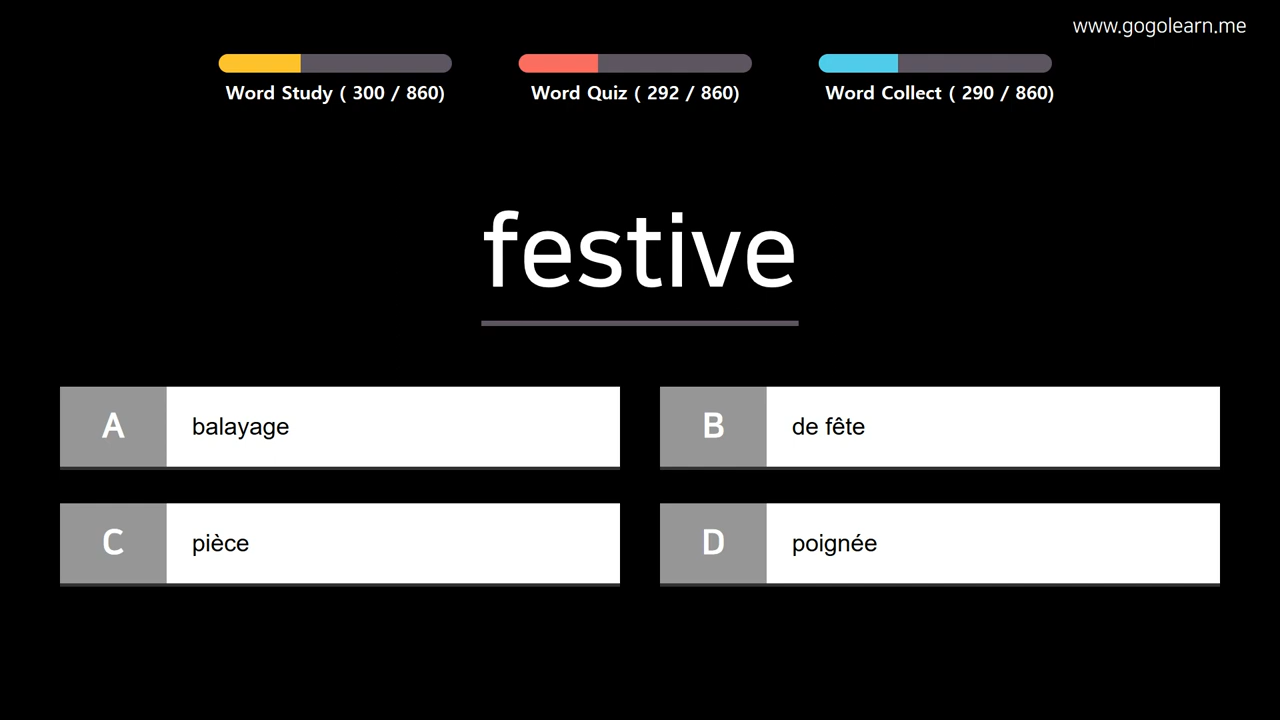 www.gogolearn.me
Word Study ( 300 / 860)
Word Quiz ( 292 / 860)
Word Collect ( 290 / 860)
festive
A balayage
B de fête
C pièce
D poignée